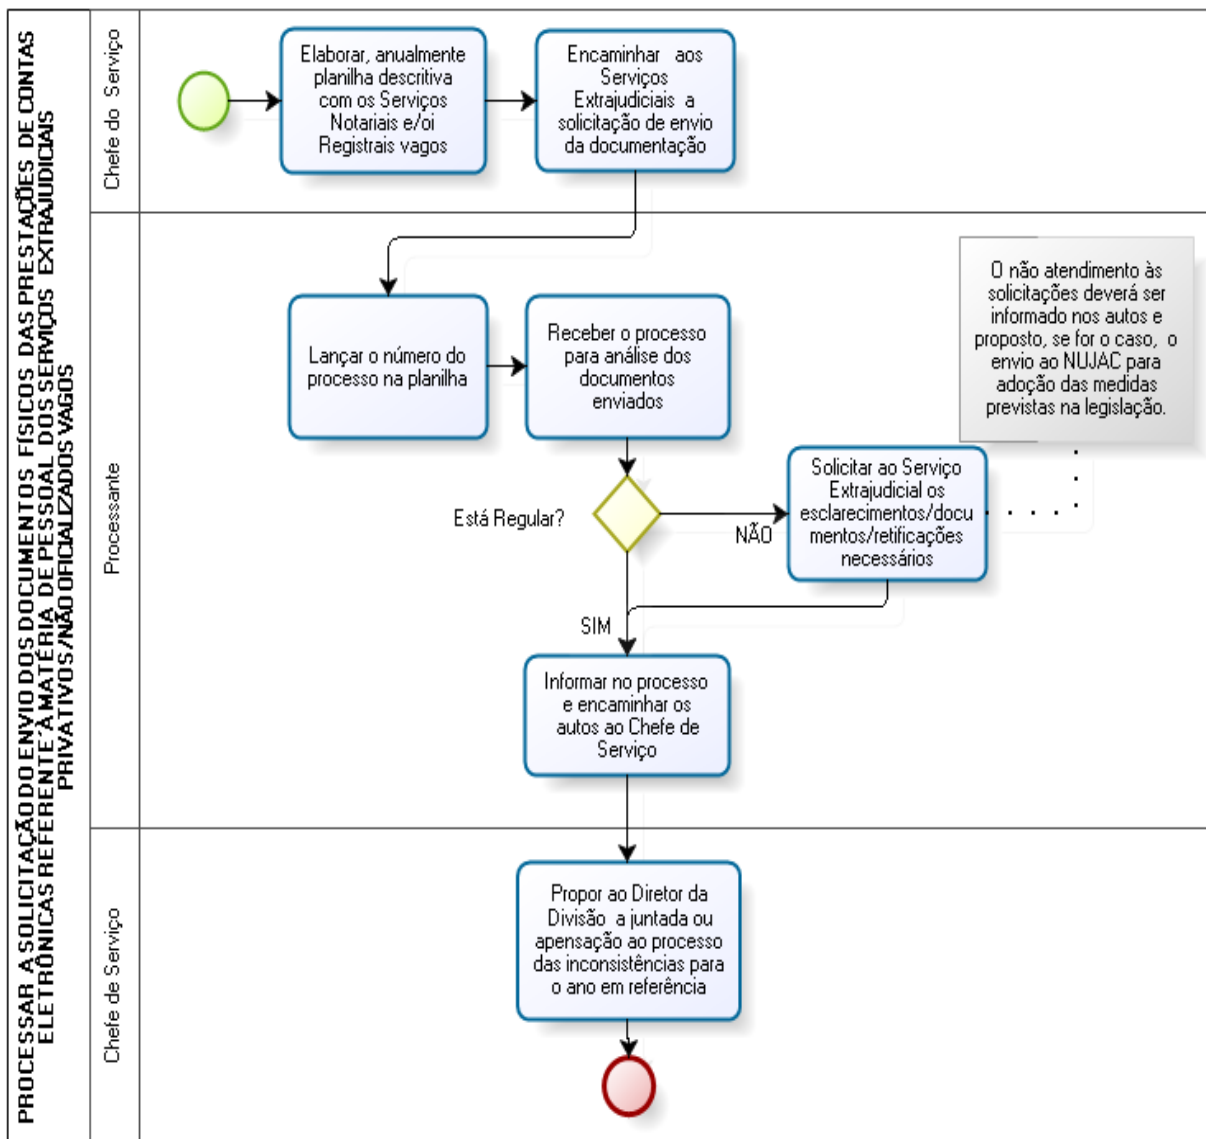 PROCESSAR A SOLICITAÇÃO DO ENVIO DOS DOCUMENTOS FÍSICOS DAS PRESTAÇÕES DE CONTAS
ELETRÔNICAS REFERENTE À MATÉRIA DE PESSOAL DOS SERVIÇOS EXTRAJUDICIAIS
PRIVATIVOS/NÃO OFICIALIZADOS VAGOS
Chefe do Serviço
Elaborar, anualmente
planilha descritiva
com os Serviços
Notariais e/oi
Registrais vagos
Encaminhar aos
Serviços
Extrajudiciais a
solicitação de envio
da documentação
Processante
Lançar o número do
processo na planilha
Receber o processo
para análise dos
documentos
enviados
O não atendimento às
solicitações deverá ser
informado nos autos e
proposto, se for o caso, o
envio ao NUJAC para
adoção das medidas
previstas na legislação.
Está Regular?
NÃO
Solicitar ao Serviço
Extrajudicial os
esclarecimentos/docu
mentos/retificações
necessários
SIM
Informar no processo
e encaminhar os
autos ao Chefe de
Serviço
Chefe de Serviço
Propor ao Diretor da
Divisão a juntada ou
apensação ao processo
das inconsistências para
o ano em referência